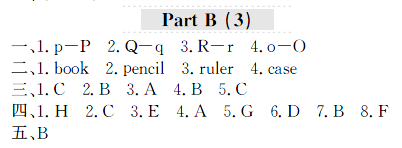 Part B (3)
一、1. p—P 2. Q—q 3. R—r 4. o—O
二、1. book 2. pencil 3. ruler 4. case
三、1. C 2. B 3. A 4. B 5. C
四、1. H 2. C 3. E 4. A 5. G 6. D 7. B 8. F
五、B